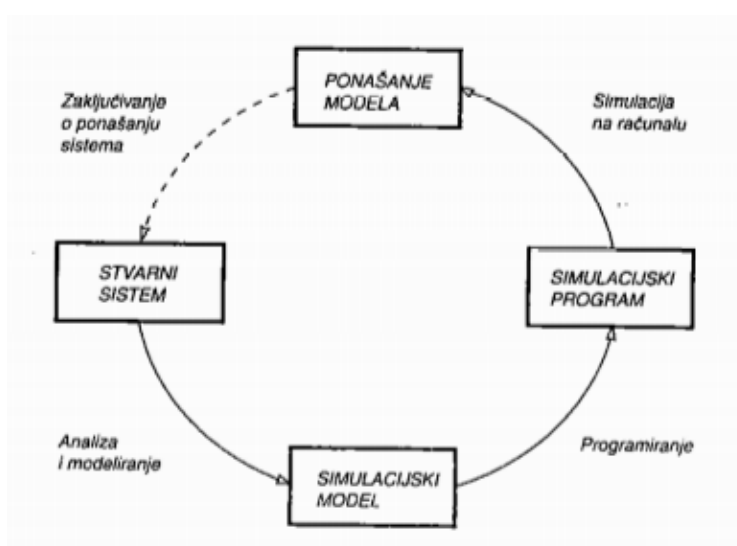 PONAŠANJE
MODELA
Zaključivanje
o ponašanju
sistema
Simulacija
na računalu
STVARNI
SISTEM
SIMULACIJSKI
PROGRAM
Analiza
i modeliranje
Programiranje
SIMULACIJSKI
MODEL